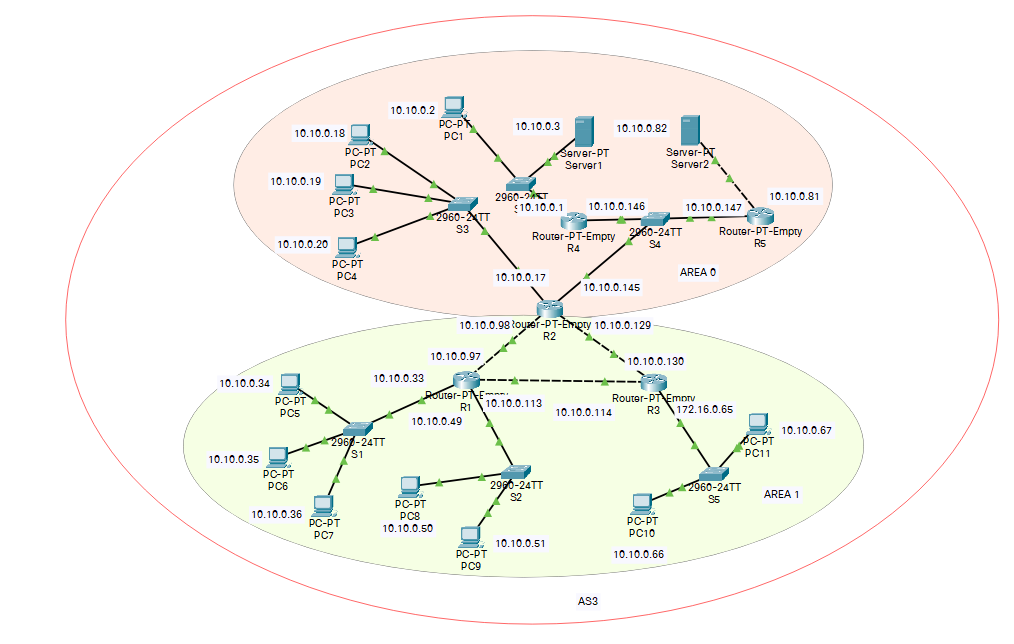 10.10.0.2
PC-PT
PC1
10.10.0.3
Server-PT
Server1
10.10.0.82
Server-PT
Server2
10.10.0.18
PC-PT
PC2
10.10.0.19
PC-PT
PC3
10.10.0.20
PC-PT
PC4
2960-24TT
S3
2960-24TT
10.10.0.1
10.10.0.146
Router-PT-Empty
R4
2960-24TT
S4
10.10.0.147
10.10.0.81
Router-PT-Empty
R5
10.10.0.17
10.10.0.145
AREA 0
10.10.0.98
Router-PT-Empty
R2
10.10.0.129
10.10.0.97
10.10.0.130
10.10.0.33
Router-PT-Empty
R1
10.10.0.113
10.10.0.114
Router-PT-Empty
R3
172.16.0.65
10.10.0.49
10.10.0.34
PC-PT
PC5
2960-24TT
S1
10.10.0.35
PC-PT
PC6
10.10.0.36
PC-PT
PC7
2960-24TT
S2
PC-PT
PC8
10.10.0.50
PC-PT
PC9
10.10.0.51
PC-PT
PC11
10.10.0.67
2960-24TT
S5
PC-PT
PC10
10.10.0.66
AREA 1
AS3